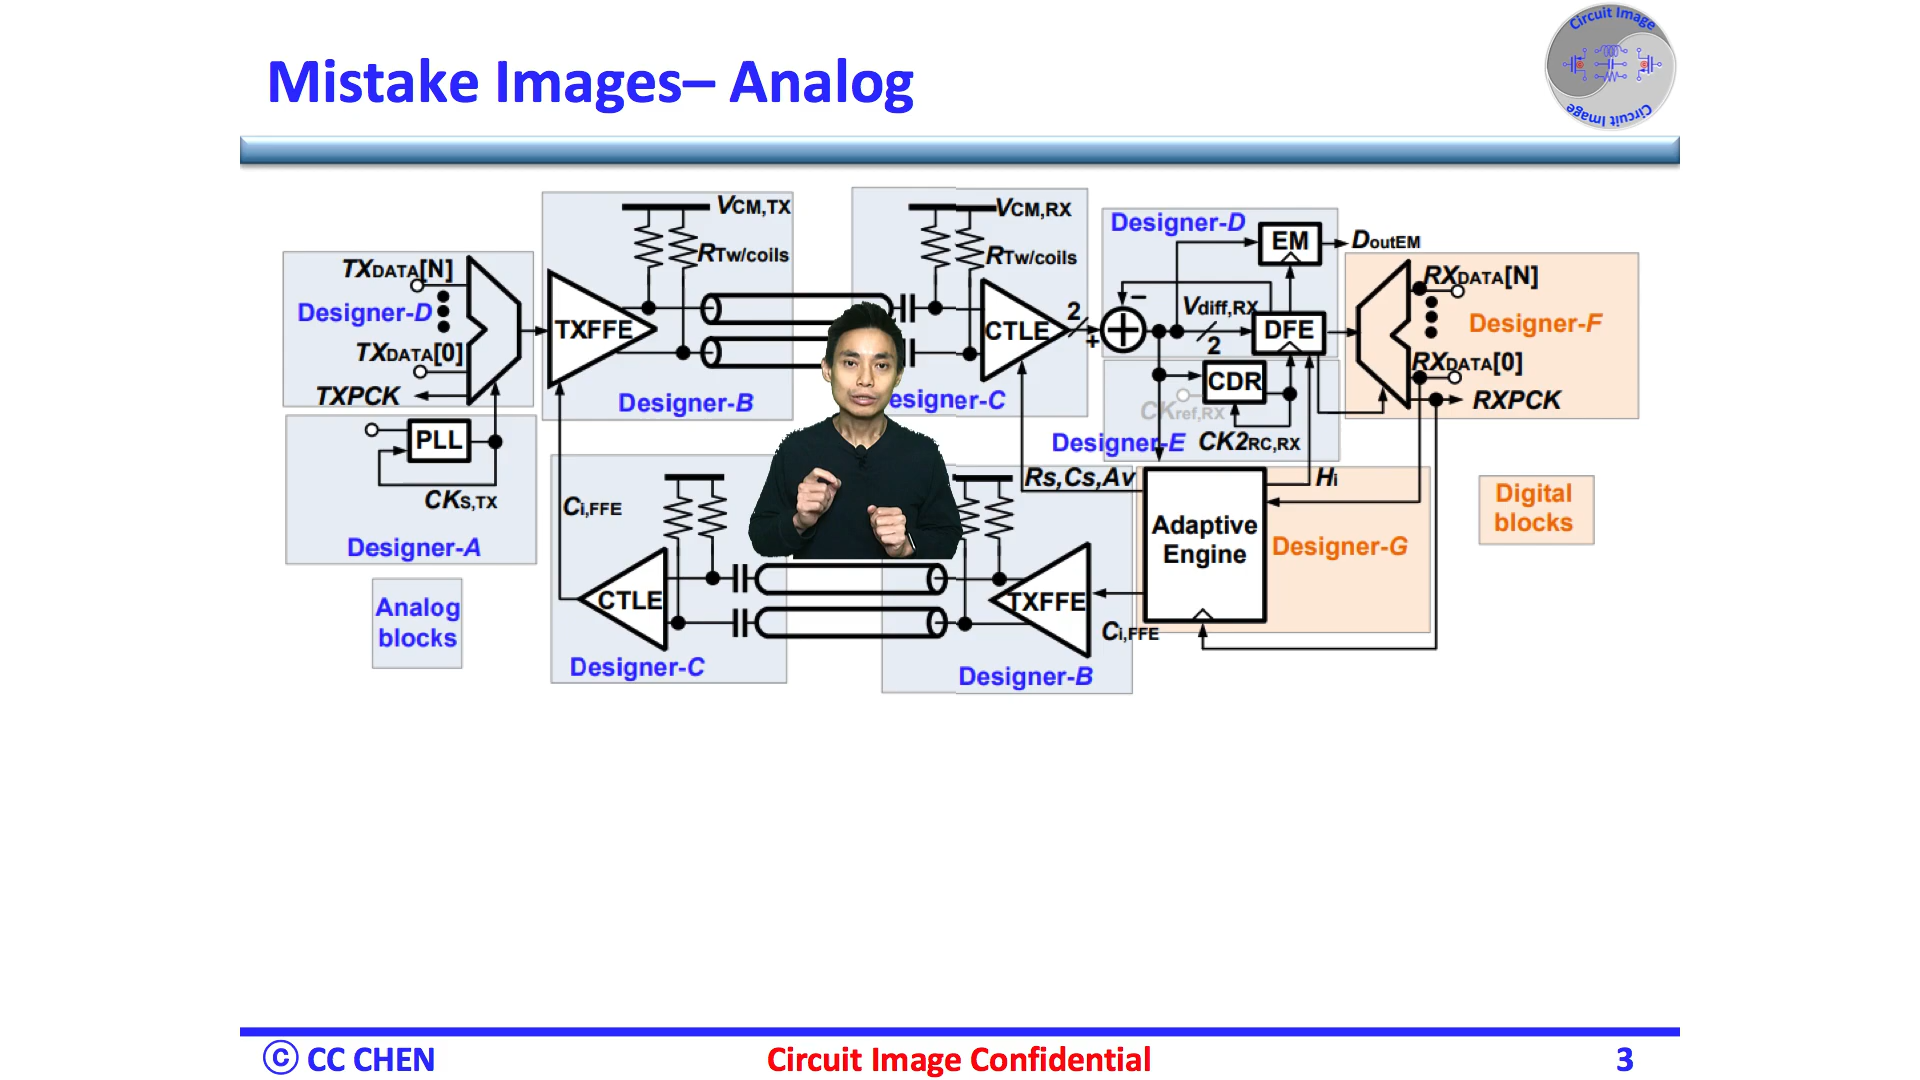 Mistake Images– Analog
Circuit Image
Circuit Image
VCM,TX
VCM,RX
Designer-D
EM
DoutEM
TXDATA[N]
RTw/coils
RTw/coils
RXDATA[N]
Designer-D
TXFFE
CTLE
2
+
−
Vdiff,RX
2
DFE
Designer-F
TXDATA[0]
RXDATA[0]
TXPCK
Designer-B
esigner-C
CDR
CKref,RX
RXPCK
PLL
Designer-E
CK2RC,RX
CKS,TX
Ci,FFE
Rs,Cs,Av
Hi
Digital
blocks
Adaptive
Engine
Designer-A
Designer-G
Analog
blocks
CTLE
TXFFE
Ci,FFE
Designer-C
Designer-B
© CC CHEN
Circuit Image Confidential
3